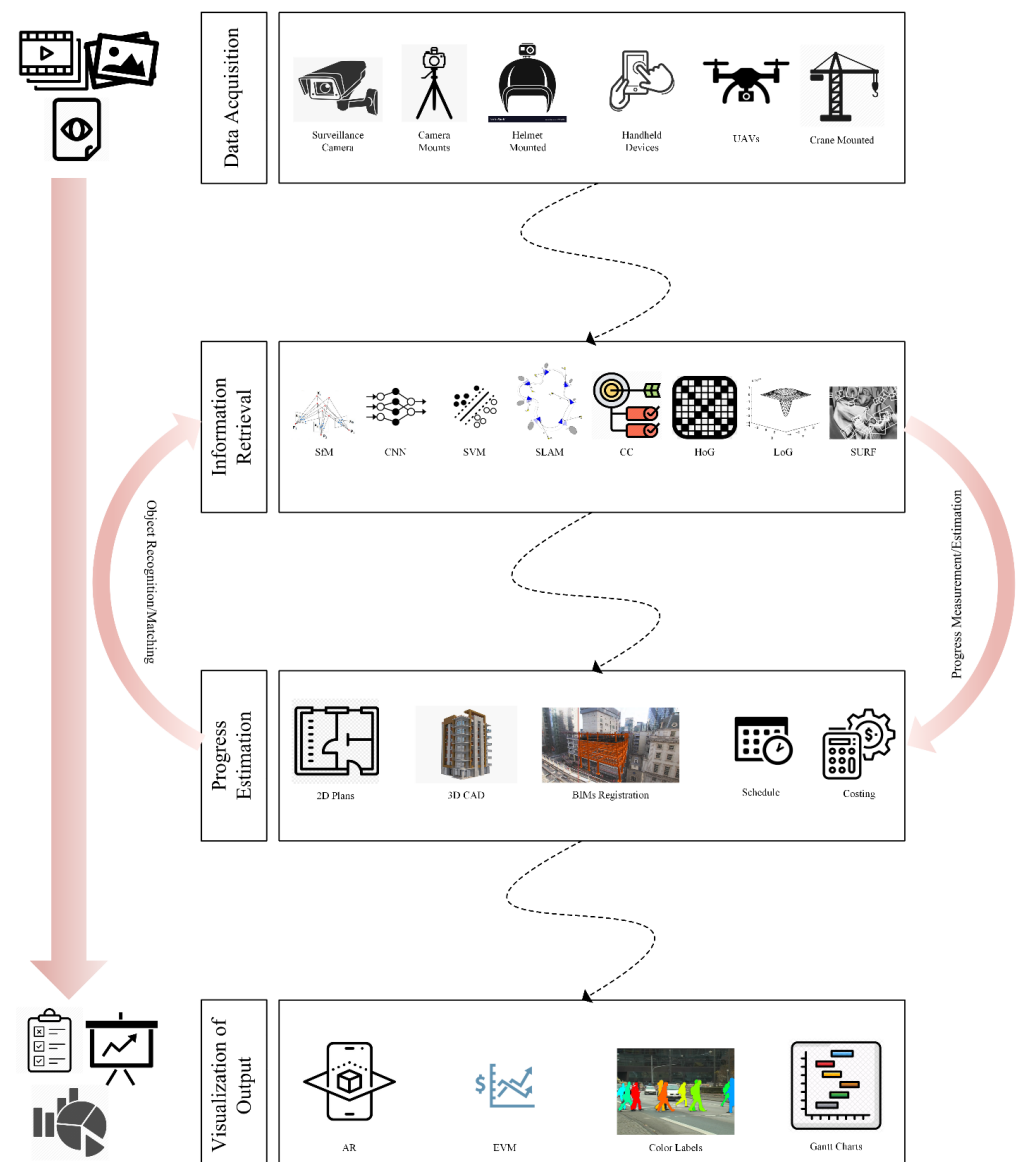 Data Acquisition
Surveillance
Camera
Camera
Mounts
Helmet
Mounted
Handheld
Devices
UAVs
Crane Mounted
Information
Retrieval
SfM
CNN
SVM
SLAM
CC
HoG
LoG
SURF
Object Recognition/Matching
Progress Measurement/Estimation
Progress
Estimation
2D Plans
3D CAD
BIMs Registration
Schedule
Costing
Visualization of
Output
AR
EVM
Color Labels
Gantt Charts